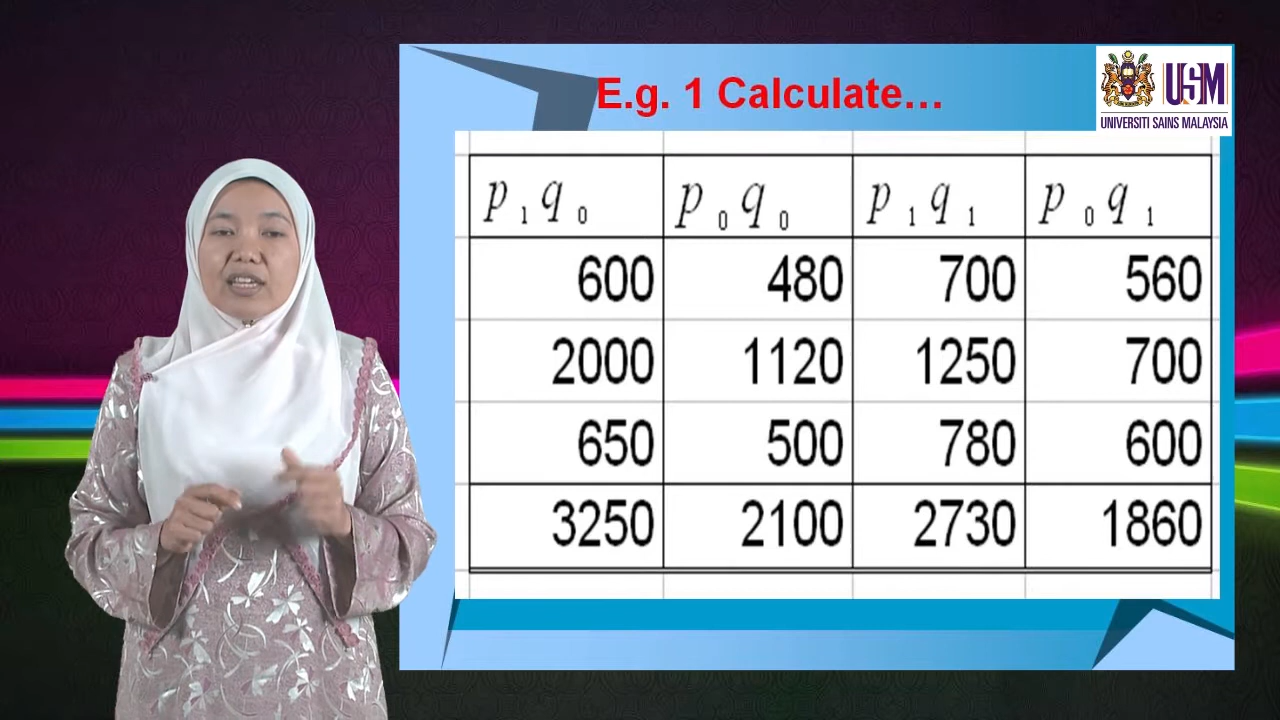 E.g. 1 Calculate...
USM
UNIVERSITI SAINS MALAYSIA
p₁q₀ p₀q₀ p₁q₁ p₀q₁
600 480 700 560
2000 1120 1250 700
650 500 780 600
3250 2100 2730 1860